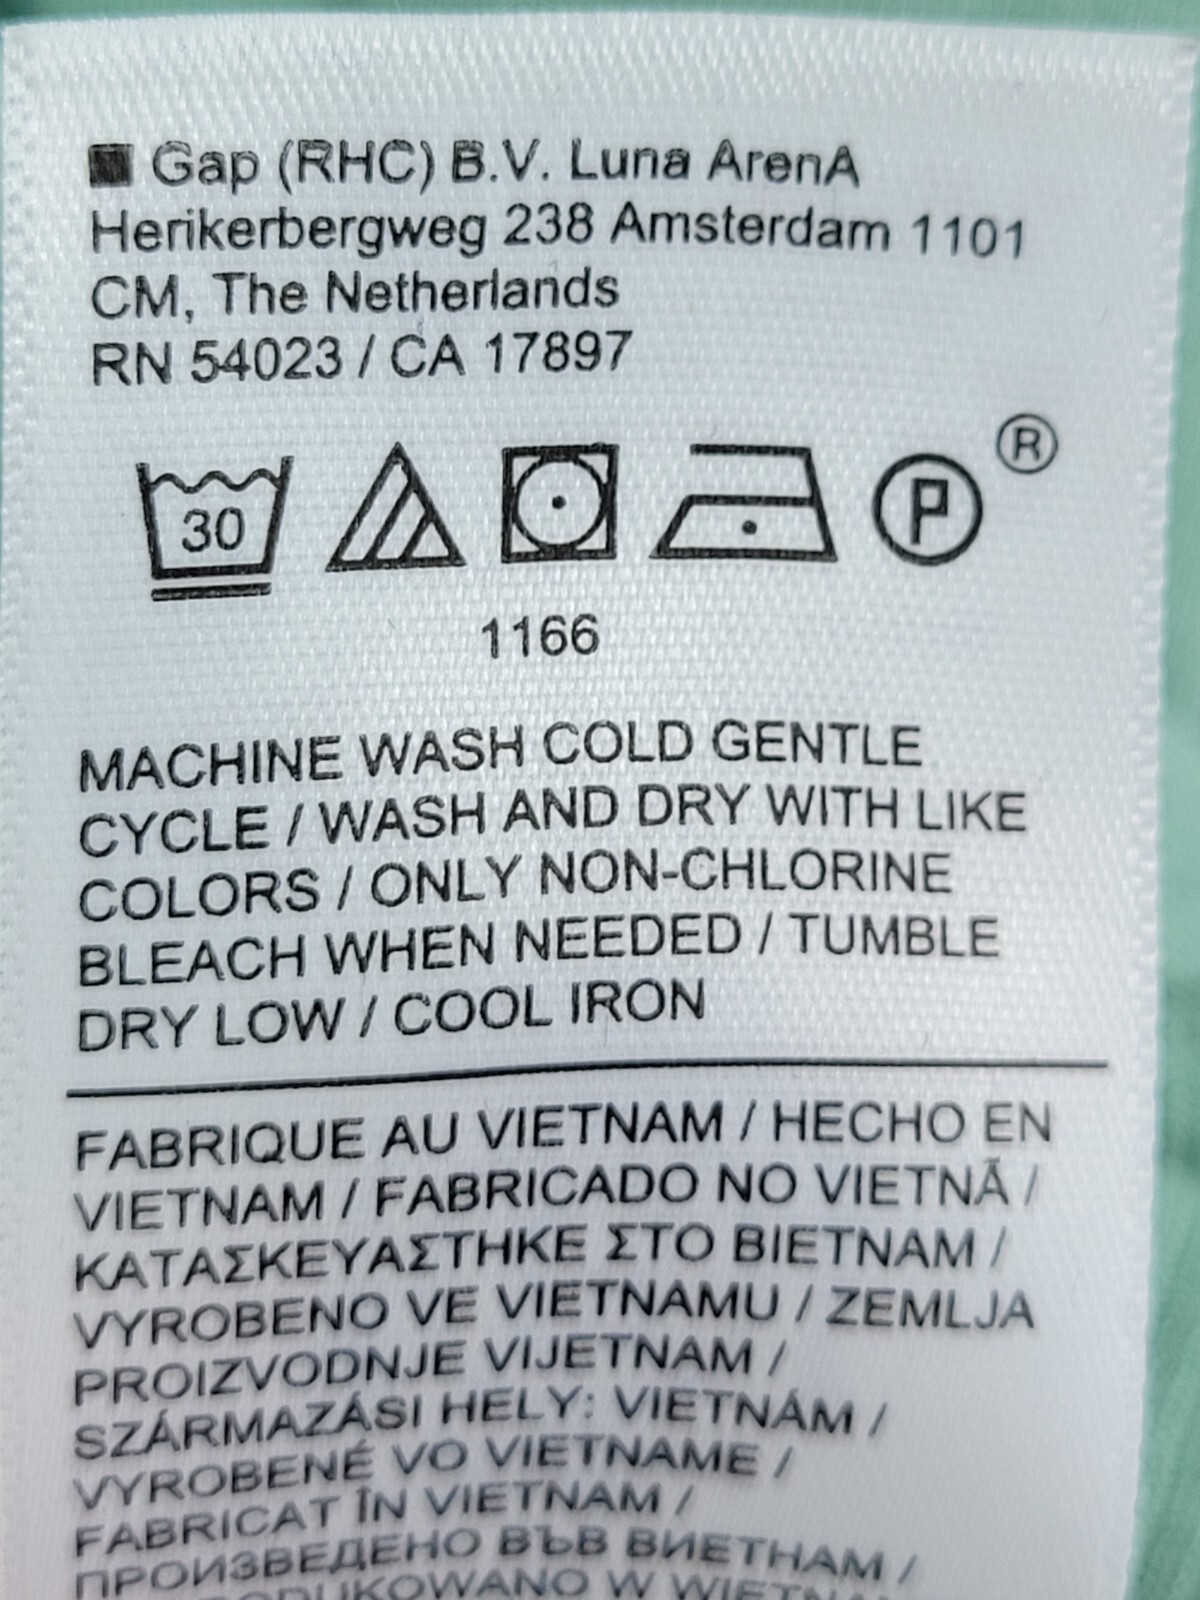 Gap (RHC) B.V. Luna ArenA
Herikerbergweg 238 Amsterdam 1101
CM, The Netherlands
RN 54023 / CA 17897
30
P
®
1166
MACHINE WASH COLD GENTLE
CYCLE / WASH AND DRY WITH LIKE
COLORS / ONLY NON-CHLORINE
BLEACH WHEN NEEDED / TUMBLE
DRY LOW / COOL IRON
FABRIQUE AU VIETNAM / HECHO EN
VIETNAM / FABRICADO NO VIETNÃ /
ΚΑΤΑΣΚΕΥΑΣΤΗΚΕ ΣΤΟ ΒΙΕΤΝΑΜ /
VYROBENO VE VIETNAMU / ZEMLJA
PROIZVODNJE VIJETNAM /
SZÁRMAZÁSI HELY: VIETNÁM /
VYROBENÉ VO VIETNAME /
FABRICAT ÎN VIETNAM /
ПРОИЗВЕДЕНО ВЪВ ВИЕТНАМ /
W